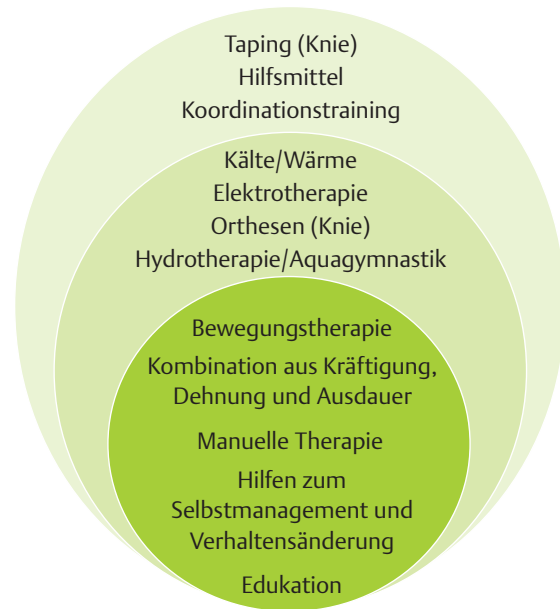 Taping (Knie)
Hilfsmittel
Koordinationstraining
Kälte/Wärme
Elektrotherapie
Orthesen (Knie)
Hydrotherapie/Aquagymnastik
Bewegungstherapie
Kombination aus Kräftigung,
Dehnung und Ausdauer
Manuelle Therapie
Hilfen zum
Selbstmanagement und
Verhaltensänderung
Edukation